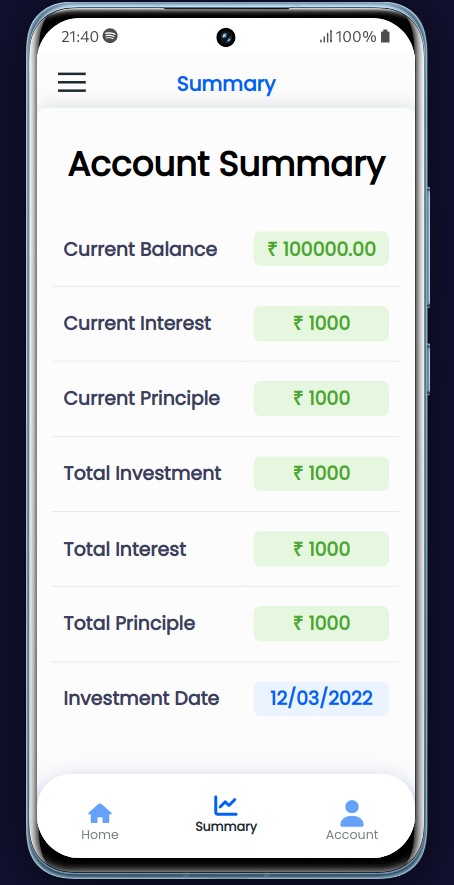 21:40 100%
Summary
Account Summary
Current Balance ₹ 100000.00
Current Interest ₹ 1000
Current Principle ₹ 1000
Total Investment ₹ 1000
Total Interest ₹ 1000
Total Principle ₹ 1000
Investment Date 12/03/2022
Home Summary Account